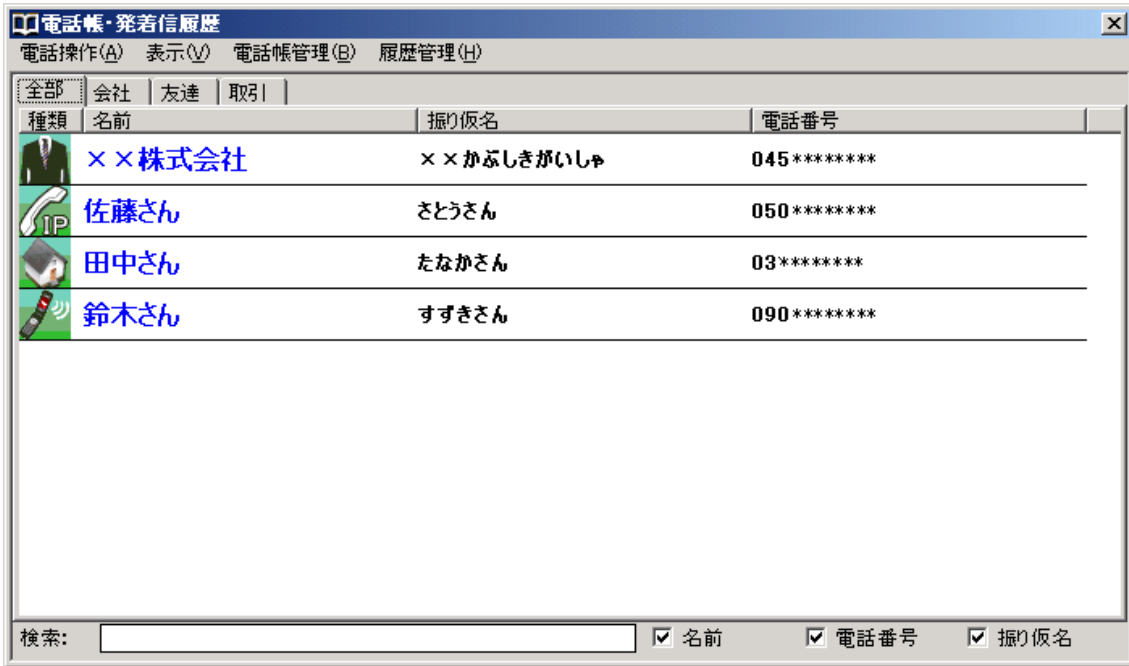 電話帳・発着信履歴
電話操作(A) 表示(V) 電話帳管理(B) 履歴管理(H)
全部 会社 友達 取引
種類 名前 振り仮名 電話番号
××株式会社 ××かぶしきがいしゃ 045********
IP 佐藤さん さとうさん 050********
田中さん たなかさん 03********
鈴木さん すずきさん 090********
検索: 名前 電話番号 振り仮名